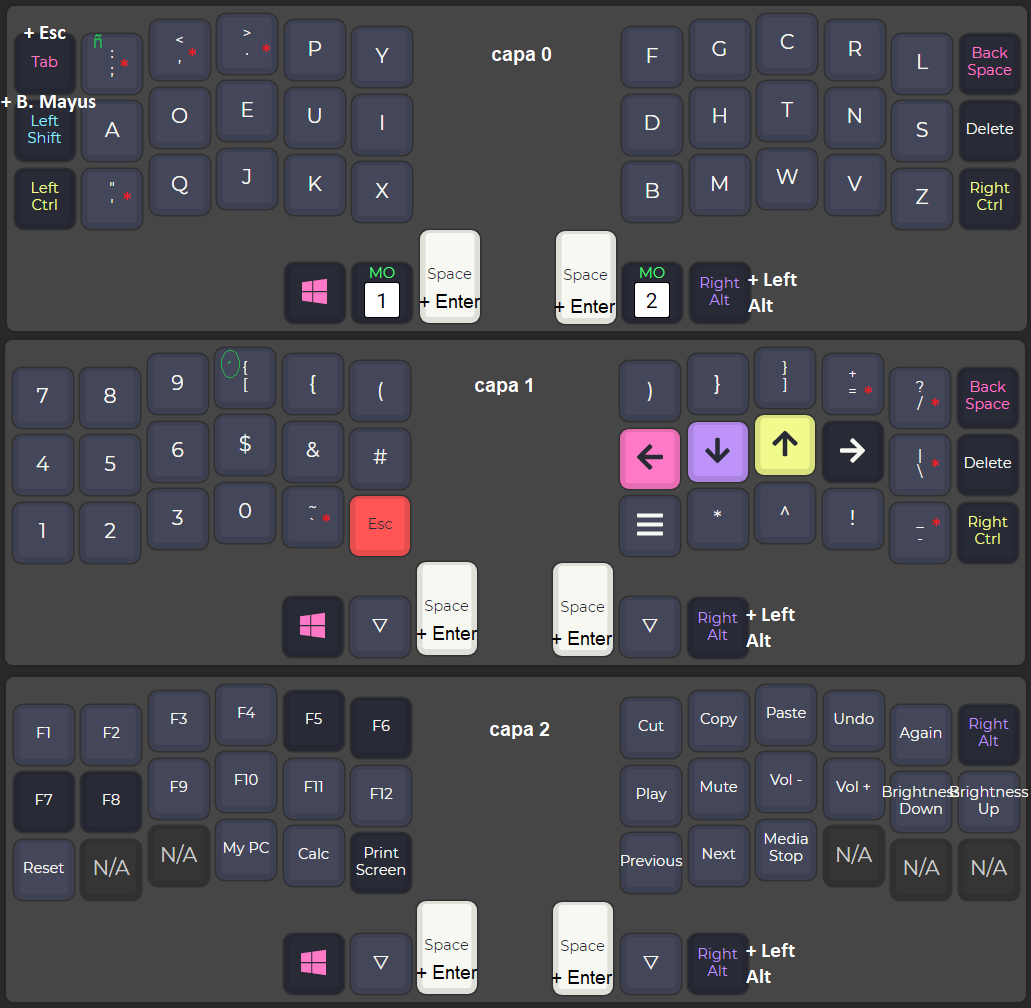 + Esc
Tab
ñ : ; *
< , *
> . *
P
Y
capa 0
F
G
C
R
L
Back Space
+ B. Mayus
Left Shift
A
O
E
U
I
D
H
T
N
S
Delete
Left Ctrl
" ' *
Q
J
K
X
B
M
W
V
Z
Right Ctrl
MO 1
Space
+ Enter
Space
+ Enter
MO 2
Right Alt
+ Left
Alt
7
8
9
{ [
{
(
capa 1
)
}
} ]
+ = *
? / *
Back Space
4
5
6
$
&
#
←
↓
↑
→
| \ *
Delete
1
2
3
0
~ ` *
Esc
*
^
!
_ - *
Right Ctrl
▽
Space
+ Enter
Space
+ Enter
▽
Right Alt
+ Left
Alt
F1
F2
F3
F4
F5
F6
capa 2
Cut
Copy
Paste
Undo
Again
Right Alt
F7
F8
F9
F10
F11
F12
Play
Mute
Vol -
Vol +
Brightness Down
Brightness Up
Reset
N/A
N/A
My PC
Calc
Print Screen
Previous
Next
Media Stop
N/A
N/A
N/A
▽
Space
+ Enter
Space
+ Enter
▽
Right Alt
+ Left
Alt